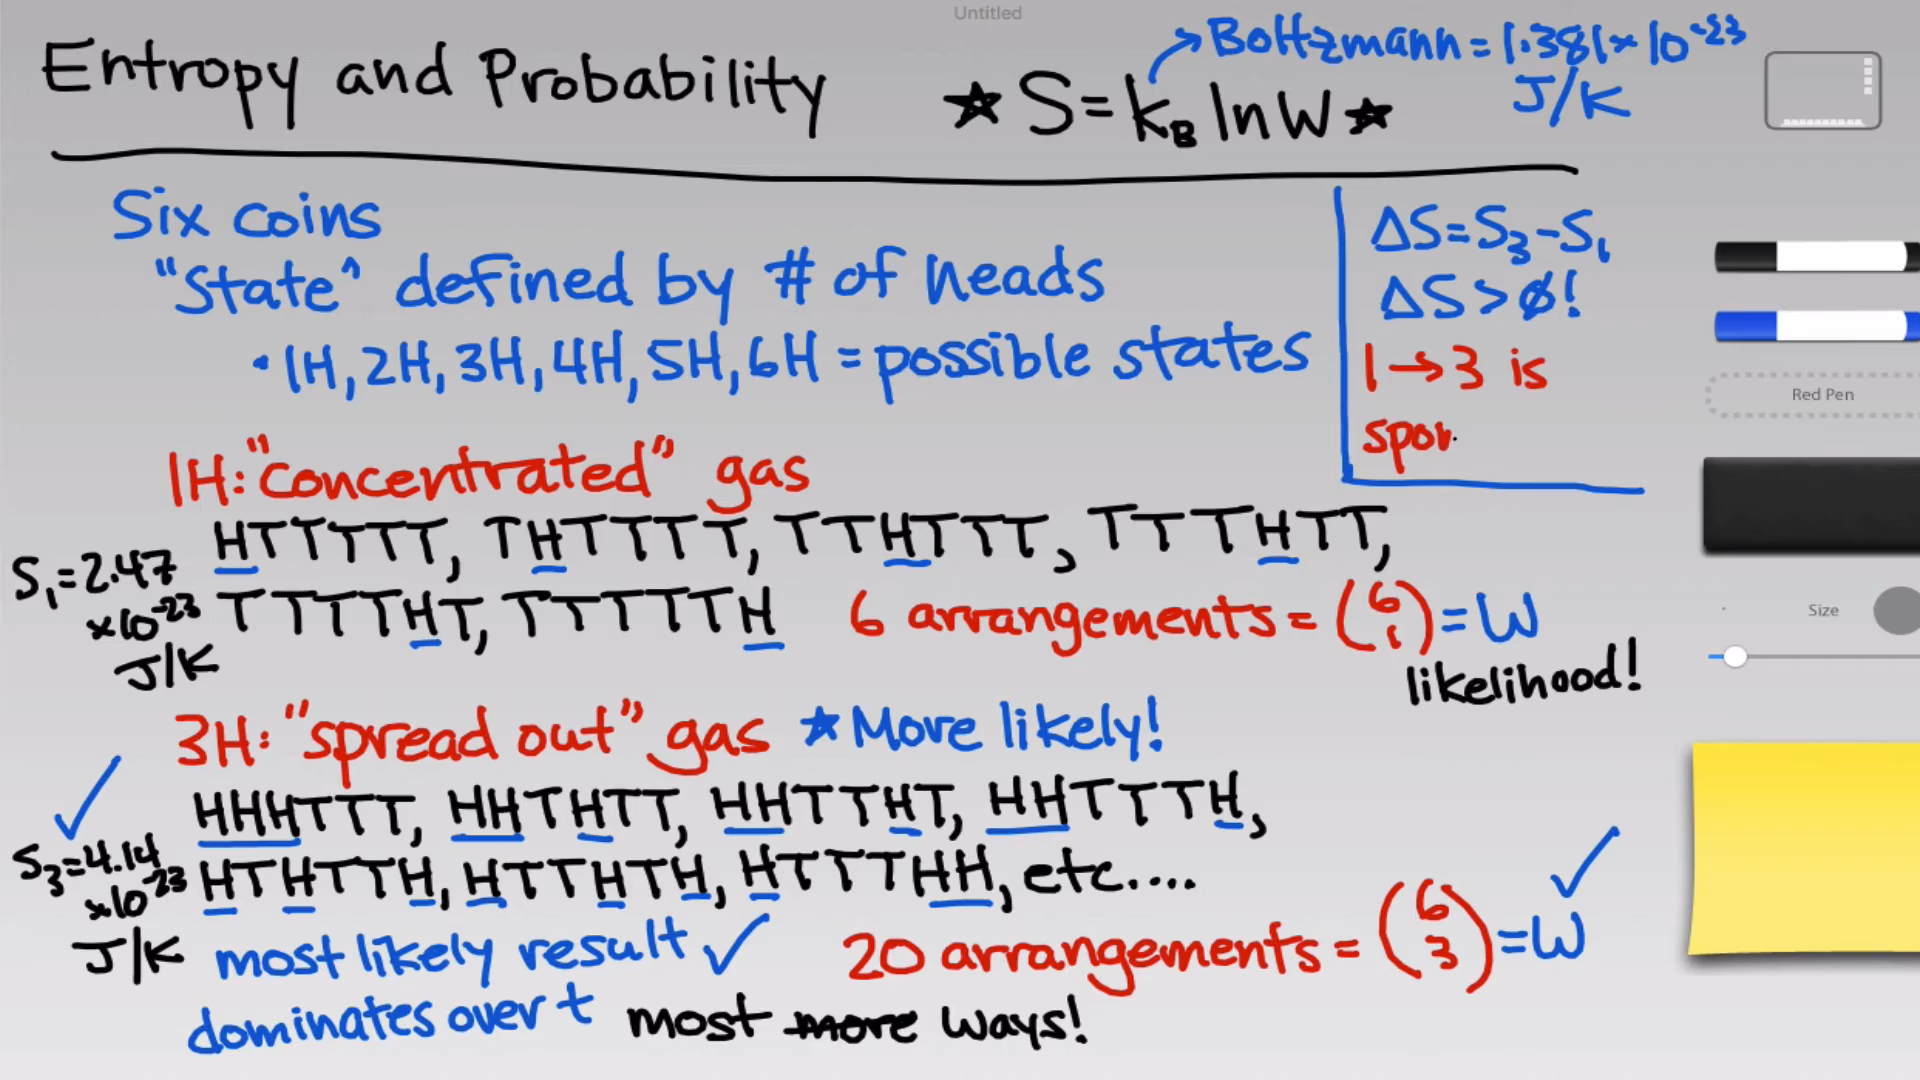 Untitled
Entropy and Probability
★ S = k_B ln W ★
Boltzmann = 1.381 × 10^-23
J/K
Six coins
"State" defined by # of heads
• 1H, 2H, 3H, 4H, 5H, 6H = possible states
ΔS = S₃ - S₁
ΔS > ∅!
1 → 3 is
spon
Red Pen
1H: "concentrated" gas
HTTTTT, THTTTT, TTHTTT, TTTHTT,
TTTTHT, TTTTTH
S₁ = 2.47
×10^-23
J/K
6 arrangements = (6 1) = W
likelihood!
Size
3H: "spread out" gas ★ More likely!
HHHTTT, HHTHTT, HHTTHT, HHTTTH,
HTHTTH, HTTHTH, HTTTHH, etc....
S₃ = 4.14
×10^-23
J/K
20 arrangements = (6 3) = W
most likely result ✓
dominates over t
most more ways!